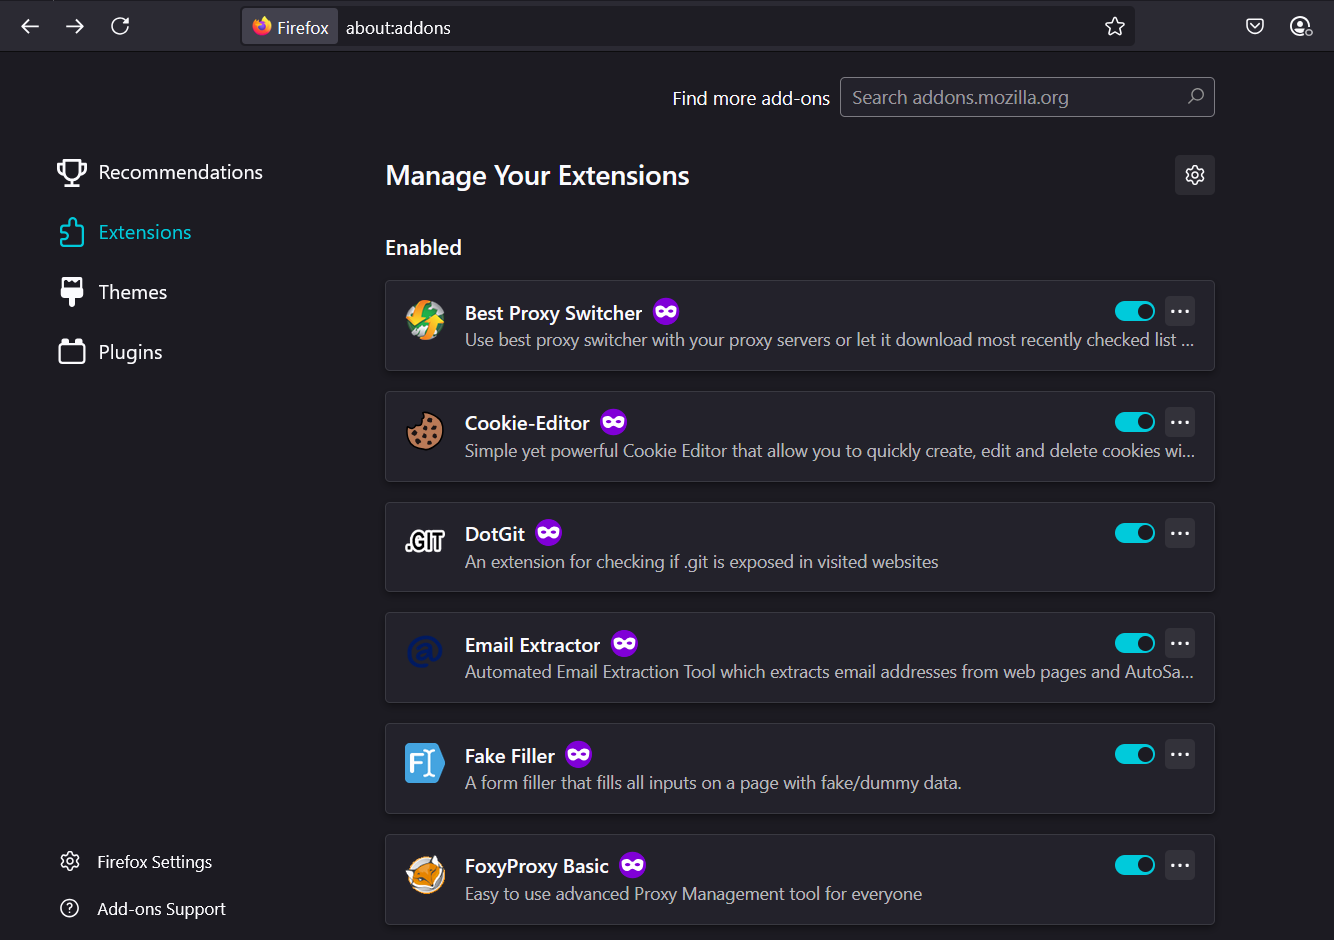 Firefox about:addons
Find more add-ons Search addons.mozilla.org
Recommendations
Extensions
Themes
Plugins
Firefox Settings
Add-ons Support
Manage Your Extensions
Enabled
Best Proxy Switcher
Use best proxy switcher with your proxy servers or let it download most recently checked list ...
Cookie-Editor
Simple yet powerful Cookie Editor that allow you to quickly create, edit and delete cookies wi...
.GIT
DotGit
An extension for checking if .git is exposed in visited websites
@
Email Extractor
Automated Email Extraction Tool which extracts email addresses from web pages and AutoSa...
F
Fake Filler
A form filler that fills all inputs on a page with fake/dummy data.
FoxyProxy Basic
Easy to use advanced Proxy Management tool for everyone